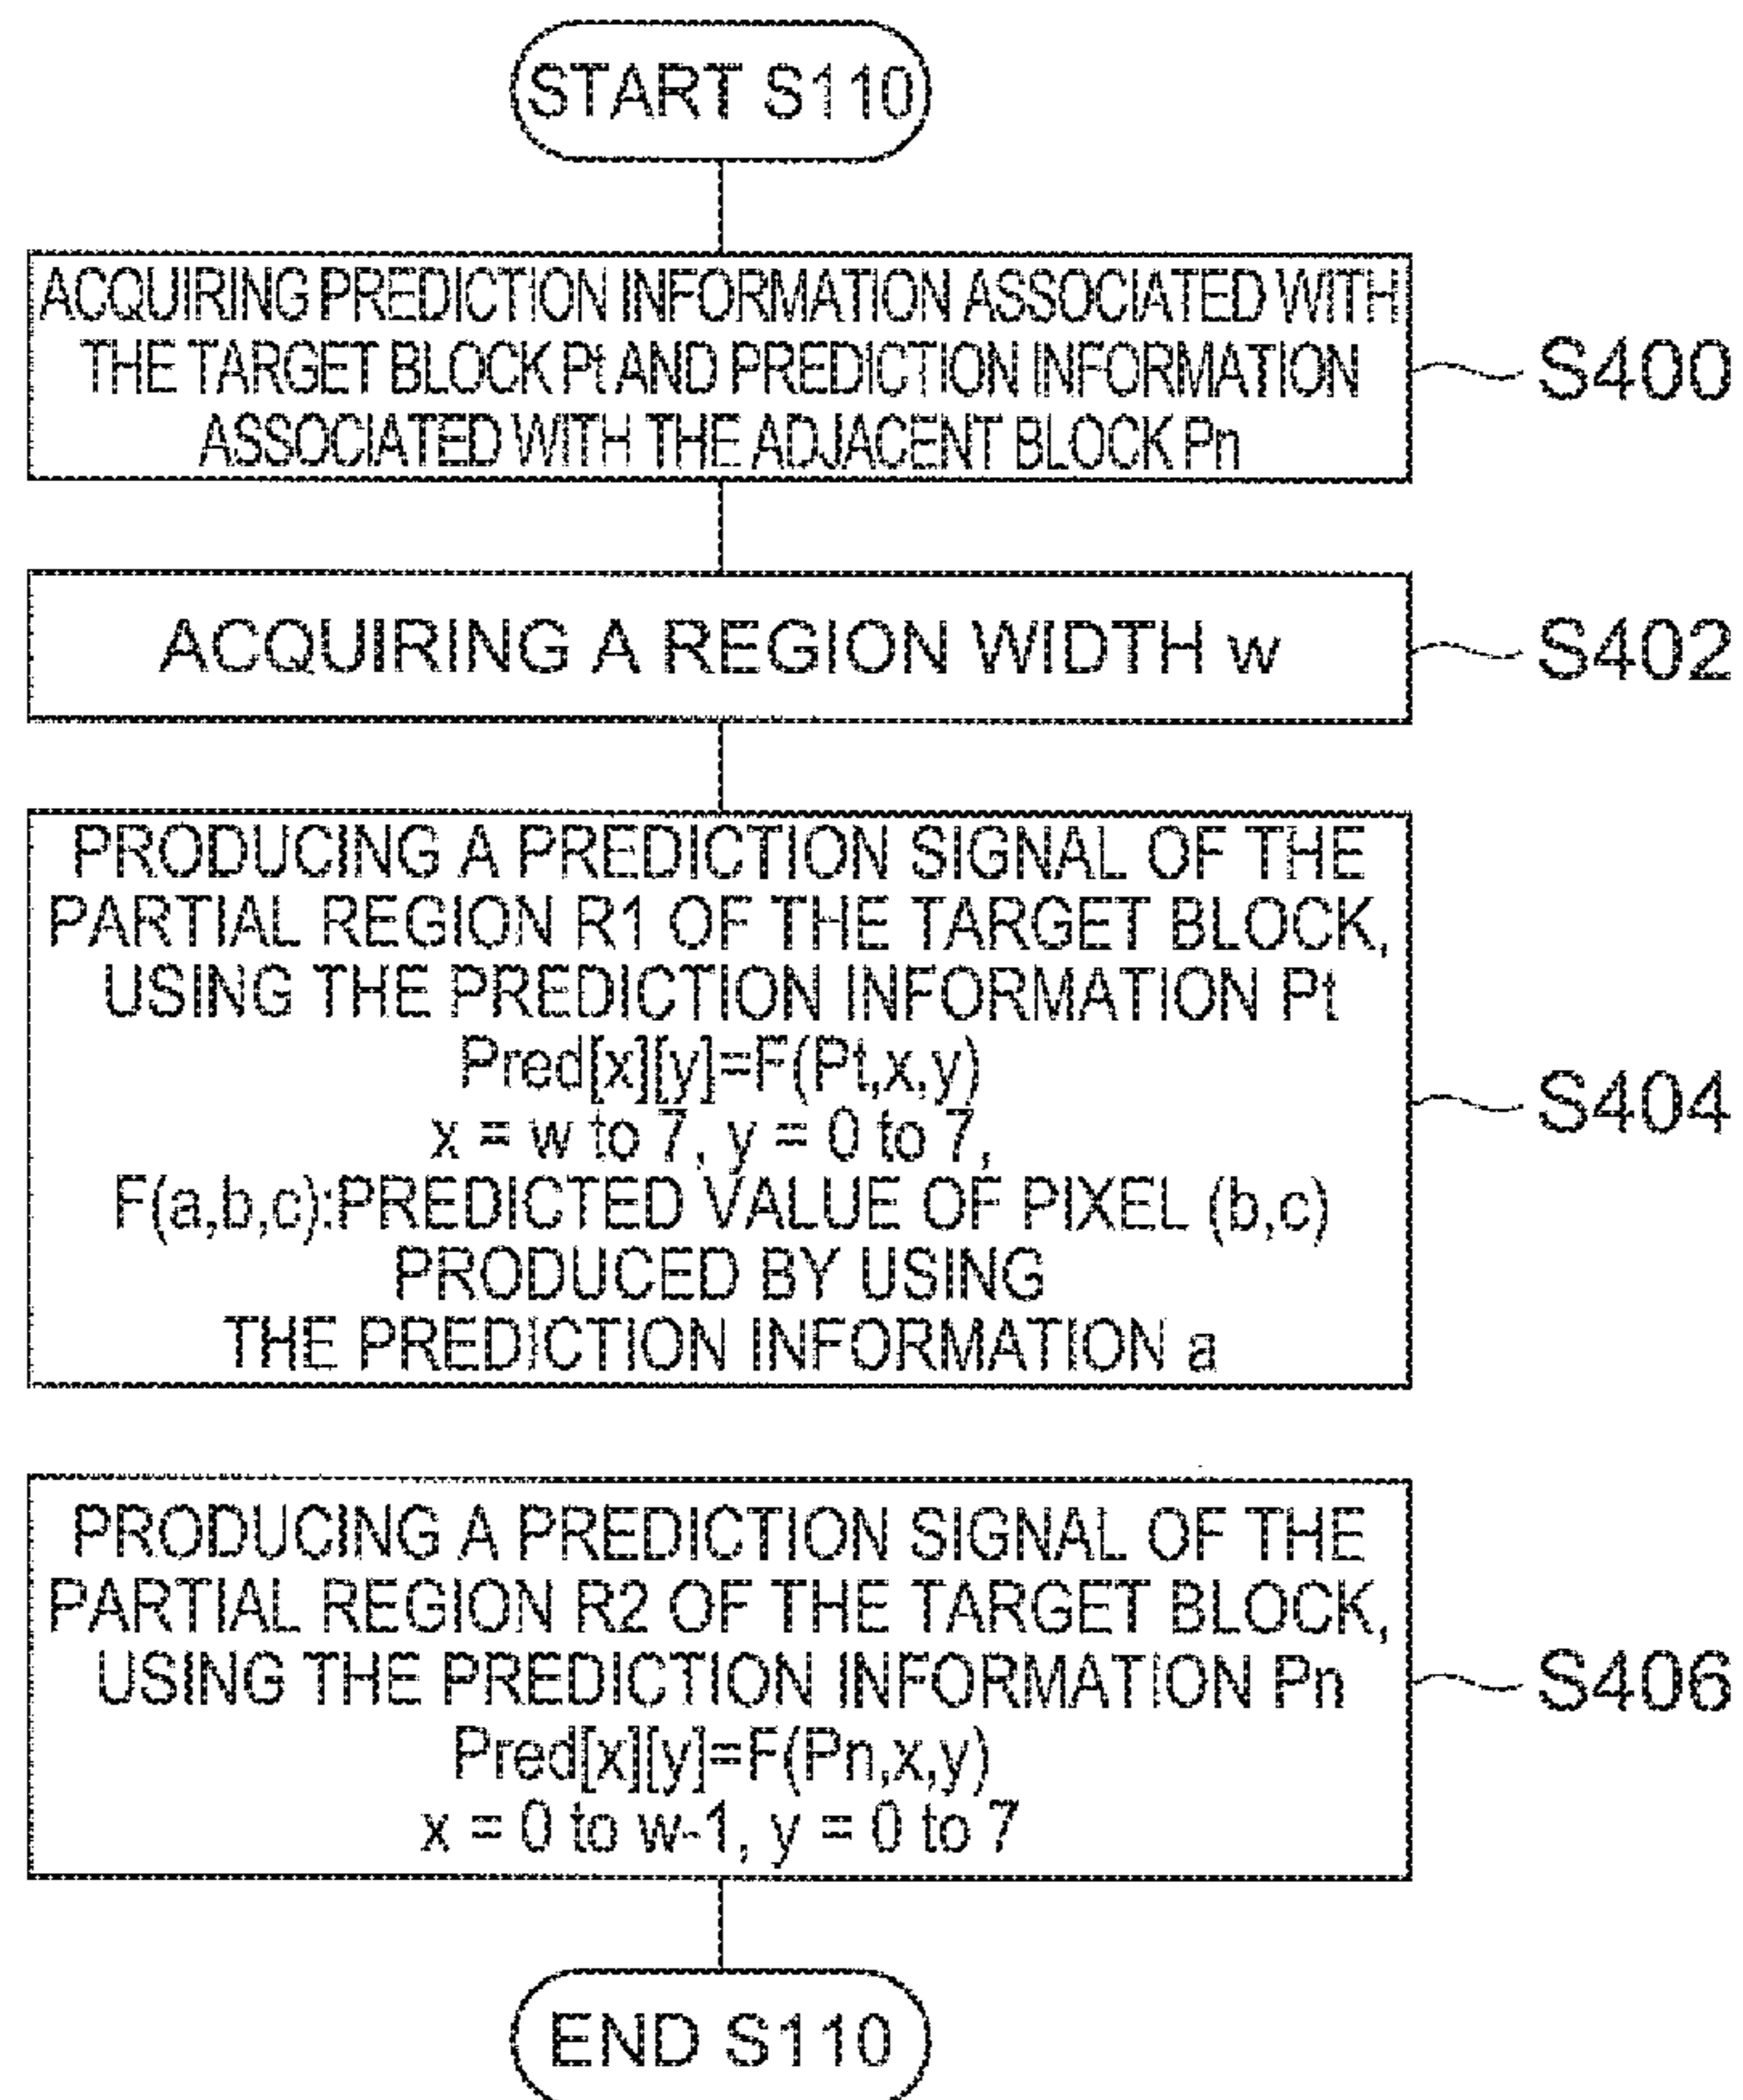 START S110
ACQUIRING PREDICTION INFORMATION ASSOCIATED WITH
THE TARGET BLOCK Pt AND PREDICTION INFORMATION
ASSOCIATED WITH THE ADJACENT BLOCK Pn
S400
ACQUIRING A REGION WIDTH w
S402
PRODUCING A PREDICTION SIGNAL OF THE
PARTIAL REGION R1 OF THE TARGET BLOCK,
USING THE PREDICTION INFORMATION Pt
Pred[x][y]=F(Pt,x,y)
x = w to 7, y = 0 to 7,
F(a,b,c):PREDICTED VALUE OF PIXEL (b,c)
PRODUCED BY USING
THE PREDICTION INFORMATION a
S404
PRODUCING A PREDICTION SIGNAL OF THE
PARTIAL REGION R2 OF THE TARGET BLOCK,
USING THE PREDICTION INFORMATION Pn
Pred[x][y]=F(Pn,x,y)
x = 0 to w-1, y = 0 to 7
S406
END S110